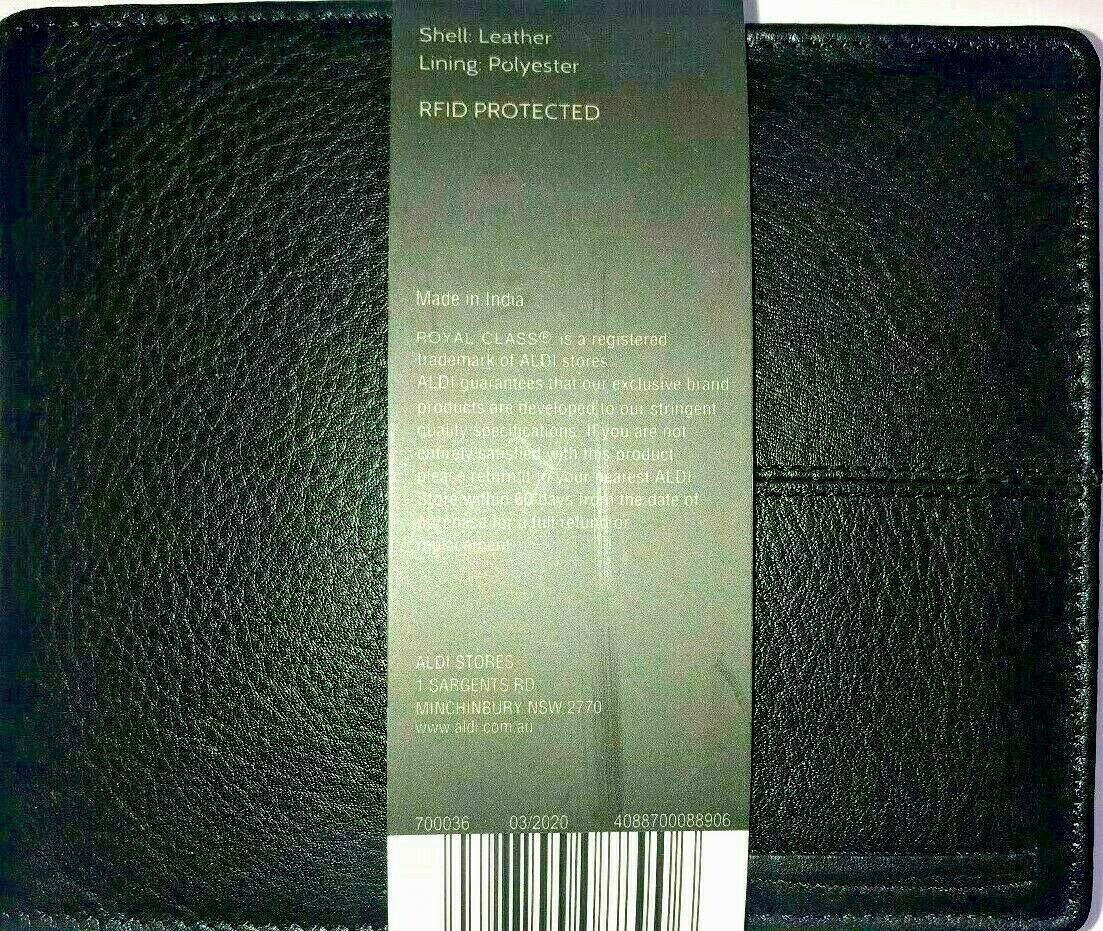 Shell: Leather
Lining: Polyester
RFID PROTECTED
Made in India
ROYAL CLASS® is a registered
trademark of ALDI stores.
ALDI guarantees that our exclusive brand
products are developed to our stringent
quality specifications. If you are not
entirely satisfied with this product
please return it to your nearest ALDI
Store within 60 days from the date of
purchase for a full refund or
replacement
ALDI STORES
1 SARGENTS RD
MINCHINBURY NSW 2770
www.aldi.com.au
700036 03/2020 4088700088906